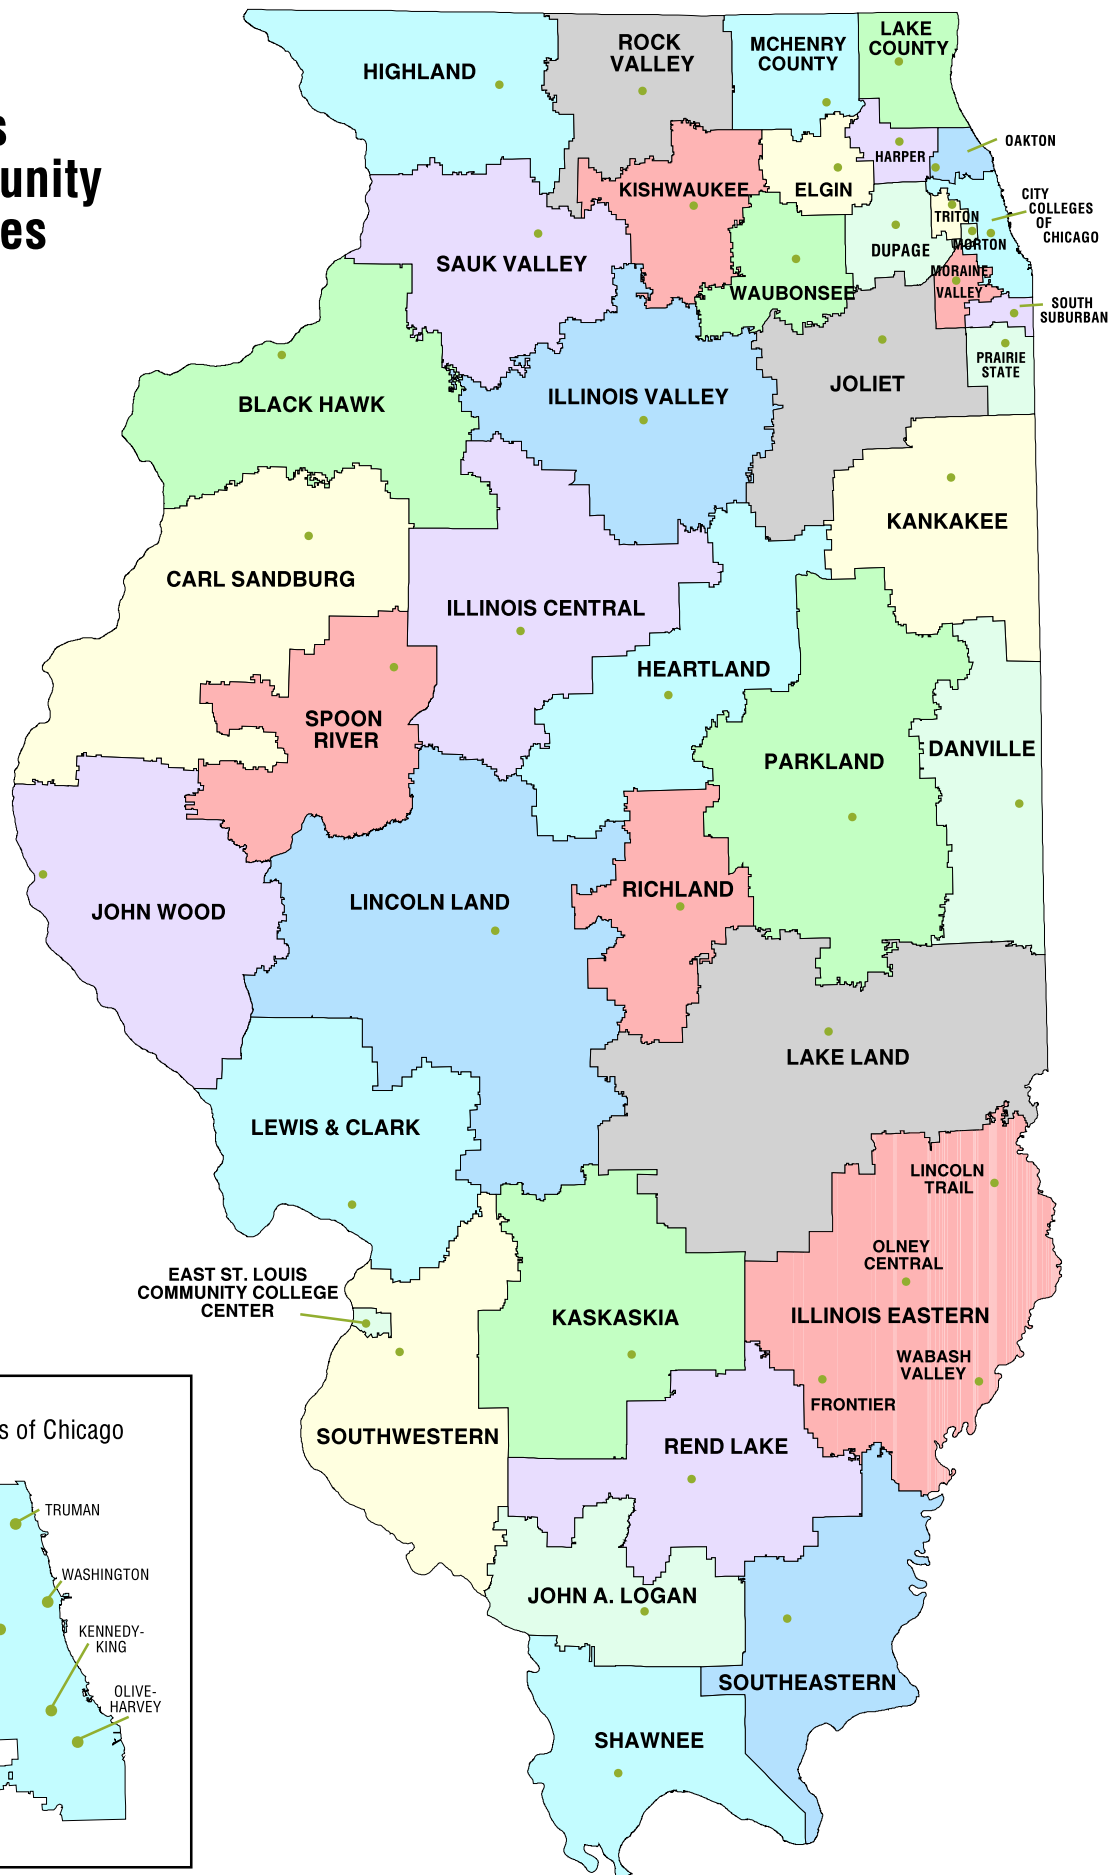 s
unity
es
HIGHLAND
ROCK
VALLEY
MCHENRY
COUNTY
LAKE
COUNTY
OAKTON
HARPER
KISHWAUKEE
ELGIN
CITY
COLLEGES
OF
CHICAGO
TRITON
MORTON
DUPAGE
SAUK VALLEY
MORAINE
VALLEY
WAUBONSEE
SOUTH
SUBURBAN
PRAIRIE
STATE
JOLIET
ILLINOIS VALLEY
BLACK HAWK
KANKAKEE
CARL SANDBURG
ILLINOIS CENTRAL
HEARTLAND
SPOON
RIVER
DANVILLE
PARKLAND
RICHLAND
LINCOLN LAND
JOHN WOOD
LAKE LAND
LEWIS & CLARK
LINCOLN
TRAIL
OLNEY
CENTRAL
EAST ST. LOUIS
COMMUNITY COLLEGE
CENTER
KASKASKIA
ILLINOIS EASTERN
WABASH
VALLEY
FRONTIER
SOUTHWESTERN
REND LAKE
s of Chicago
TRUMAN
WASHINGTON
JOHN A. LOGAN
KENNEDY-
KING
SOUTHEASTERN
OLIVE-
HARVEY
SHAWNEE